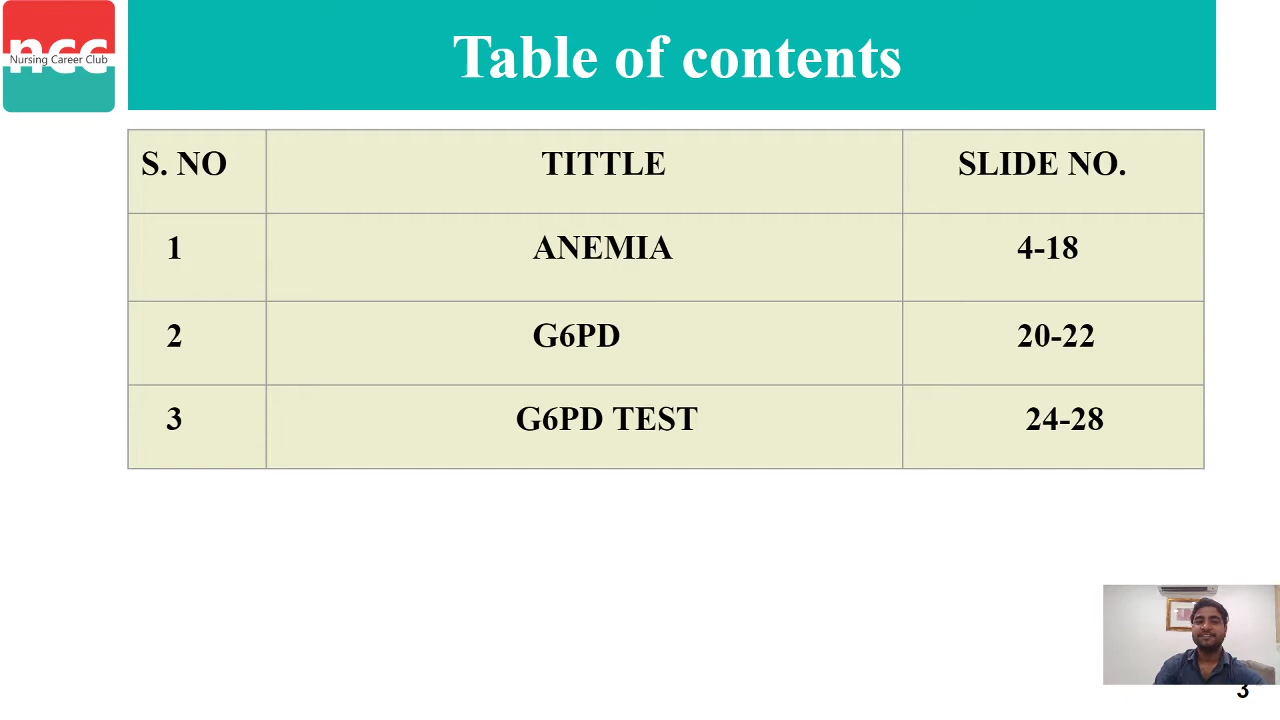 ncc
Nursing Career Club
Table of contents
S. NO TITTLE SLIDE NO.
1 ANEMIA 4-18
2 G6PD 20-22
3 G6PD TEST 24-28
3